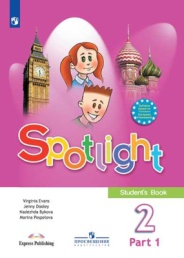 Spotlight
Student's Book
Virginia Evans
Jenny Dooley
Nadezhda Bykova
Marina Pospelova
2
Part 1
Express Publishing
ПРОСВЕЩЕНИЕ